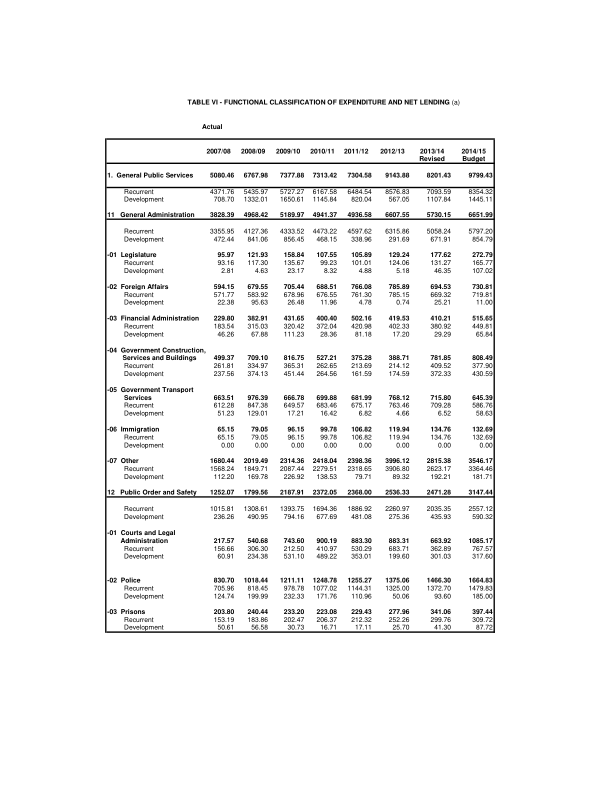 TABLE VI - FUNCTIONAL CLASSIFICATION OF EXPENDITURE AND NET LENDING (a)
Actual
2007/08 2008/09 2009/10 2010/11 2011/12 2012/13 2013/14 2014/15
Revised Budget
1. General Public Services 5080.46 6767.98 7377.88 7313.42 7304.58 9143.88 8201.43 9799.43
Recurrent 4371.76 5435.97 5727.27 6167.58 6484.54 8576.83 7093.59 8354.32
Development 708.70 1332.01 1650.61 1145.84 820.04 567.05 1107.84 1445.11
11 General Administration 3828.39 4968.42 5189.97 4941.37 4936.58 6607.55 5730.15 6651.99
Recurrent 3355.95 4127.36 4333.52 4473.22 4597.62 6315.86 5058.24 5797.20
Development 472.44 841.06 856.45 468.15 338.96 291.69 671.91 854.79
-01 Legislature 95.97 121.93 158.84 107.55 105.89 129.24 177.62 272.79
Recurrent 93.16 117.30 135.67 99.23 101.01 124.06 131.27 165.77
Development 2.81 4.63 23.17 8.32 4.88 5.18 46.35 107.02
-02 Foreign Affairs 594.15 679.55 705.44 688.51 766.08 785.89 694.53 730.81
Recurrent 571.77 583.92 678.96 676.55 761.30 785.15 669.32 719.81
Development 22.38 95.63 26.48 11.96 4.78 0.74 25.21 11.00
-03 Financial Administration 229.80 382.91 431.65 400.40 502.16 419.53 410.21 515.65
Recurrent 183.54 315.03 320.42 372.04 420.98 402.33 380.92 449.81
Development 46.26 67.88 111.23 28.36 81.18 17.20 29.29 65.84
-04 Government Construction,
Services and Buildings 499.37 709.10 816.75 527.21 375.28 388.71 781.85 808.49
Recurrent 261.81 334.97 365.31 262.65 213.69 214.12 409.52 377.90
Development 237.56 374.13 451.44 264.56 161.59 174.59 372.33 430.59
-05 Government Transport
Services 663.51 976.39 666.78 699.88 681.99 768.12 715.80 645.39
Recurrent 612.28 847.38 649.57 683.46 675.17 763.46 709.28 586.76
Development 51.23 129.01 17.21 16.42 6.82 4.66 6.52 58.63
-06 Immigration 65.15 79.05 96.15 99.78 106.82 119.94 134.76 132.69
Recurrent 65.15 79.05 96.15 99.78 106.82 119.94 134.76 132.69
Development 0.00 0.00 0.00 0.00 0.00 0.00 0.00 0.00
-07 Other 1680.44 2019.49 2314.36 2418.04 2398.36 3996.12 2815.38 3546.17
Recurrent 1568.24 1849.71 2087.44 2279.51 2318.65 3906.80 2623.17 3364.46
Development 112.20 169.78 226.92 138.53 79.71 89.32 192.21 181.71
12 Public Order and Safety 1252.07 1799.56 2187.91 2372.05 2368.00 2536.33 2471.28 3147.44
Recurrent 1015.81 1308.61 1393.75 1694.36 1886.92 2260.97 2035.35 2557.12
Development 236.26 490.95 794.16 677.69 481.08 275.36 435.93 590.32
-01 Courts and Legal
Administration 217.57 540.68 743.60 900.19 883.30 883.31 663.92 1085.17
Recurrent 156.66 306.30 212.50 410.97 530.29 683.71 362.89 767.57
Development 60.91 234.38 531.10 489.22 353.01 199.60 301.03 317.60
-02 Police 830.70 1018.44 1211.11 1248.78 1255.27 1375.06 1466.30 1664.83
Recurrent 705.96 818.45 978.78 1077.02 1144.31 1325.00 1372.70 1479.83
Development 124.74 199.99 232.33 171.76 110.96 50.06 93.60 185.00
-03 Prisons 203.80 240.44 233.20 223.08 229.43 277.96 341.06 397.44
Recurrent 153.19 183.86 202.47 206.37 212.32 252.26 299.76 309.72
Development 50.61 56.58 30.73 16.71 17.11 25.70 41.30 87.72